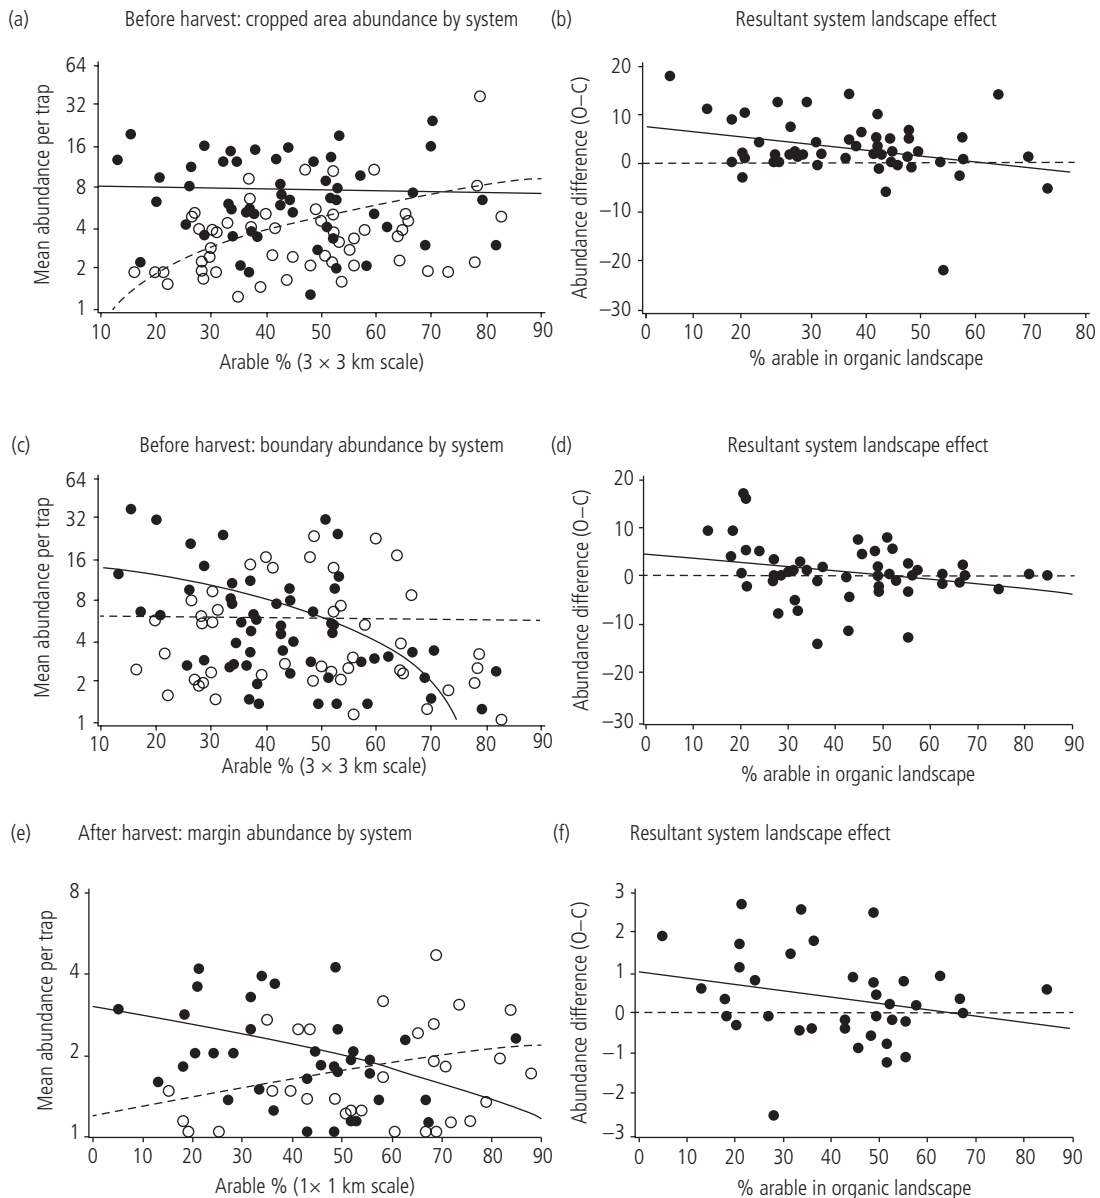 (a) Before harvest: cropped area abundance by system
Mean abundance per trap
64
32
16
8
4
2
1
10 20 30 40 50 60 70 80 90
Arable % (3 × 3 km scale)
(b) Resultant system landscape effect
Abundance difference (O–C)
20
10
0
–10
–20
–30
0 10 20 30 40 50 60 70 80
% arable in organic landscape
(c) Before harvest: boundary abundance by system
Mean abundance per trap
64
32
16
8
4
2
1
10 20 30 40 50 60 70 80 90
Arable % (3 × 3 km scale)
(d) Resultant system landscape effect
Abundance difference (O–C)
20
10
0
–10
–20
–30
0 10 20 30 40 50 60 70 80 90
% arable in organic landscape
(e) After harvest: margin abundance by system
Mean abundance per trap
8
4
2
1
0 10 20 30 40 50 60 70 80 90
Arable % (1× 1 km scale)
(f) Resultant system landscape effect
Abundance difference (O–C)
3
2
1
0
–1
–2
–3
0 10 20 30 40 50 60 70 80 90
% arable in organic landscape